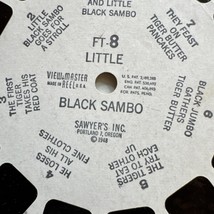 AND LITTLE
BLACK SAMBO
FT-8
LITTLE
VIEW-MASTER
MADE IN REEL U.S.A.
BLACK SAMBO
SAWYER'S INC.
PORTLAND 7, OREGON
© 1948
2
LITTLE
BLACK SAMBO
GOES FOR
A STROLL
7
THEY FEAST
ON TIGER
BUTTER
PANCAKES
THE FIRST
TIGER
TAKES HIS
RED COAT
6
BLACK JUMBO
GATHERS
TIGER BUTTER
4
HE LOSES
ALL HIS
FINE CLOTHES
THE TIGERS
TRY TO EAT
EACH OTHER
UP